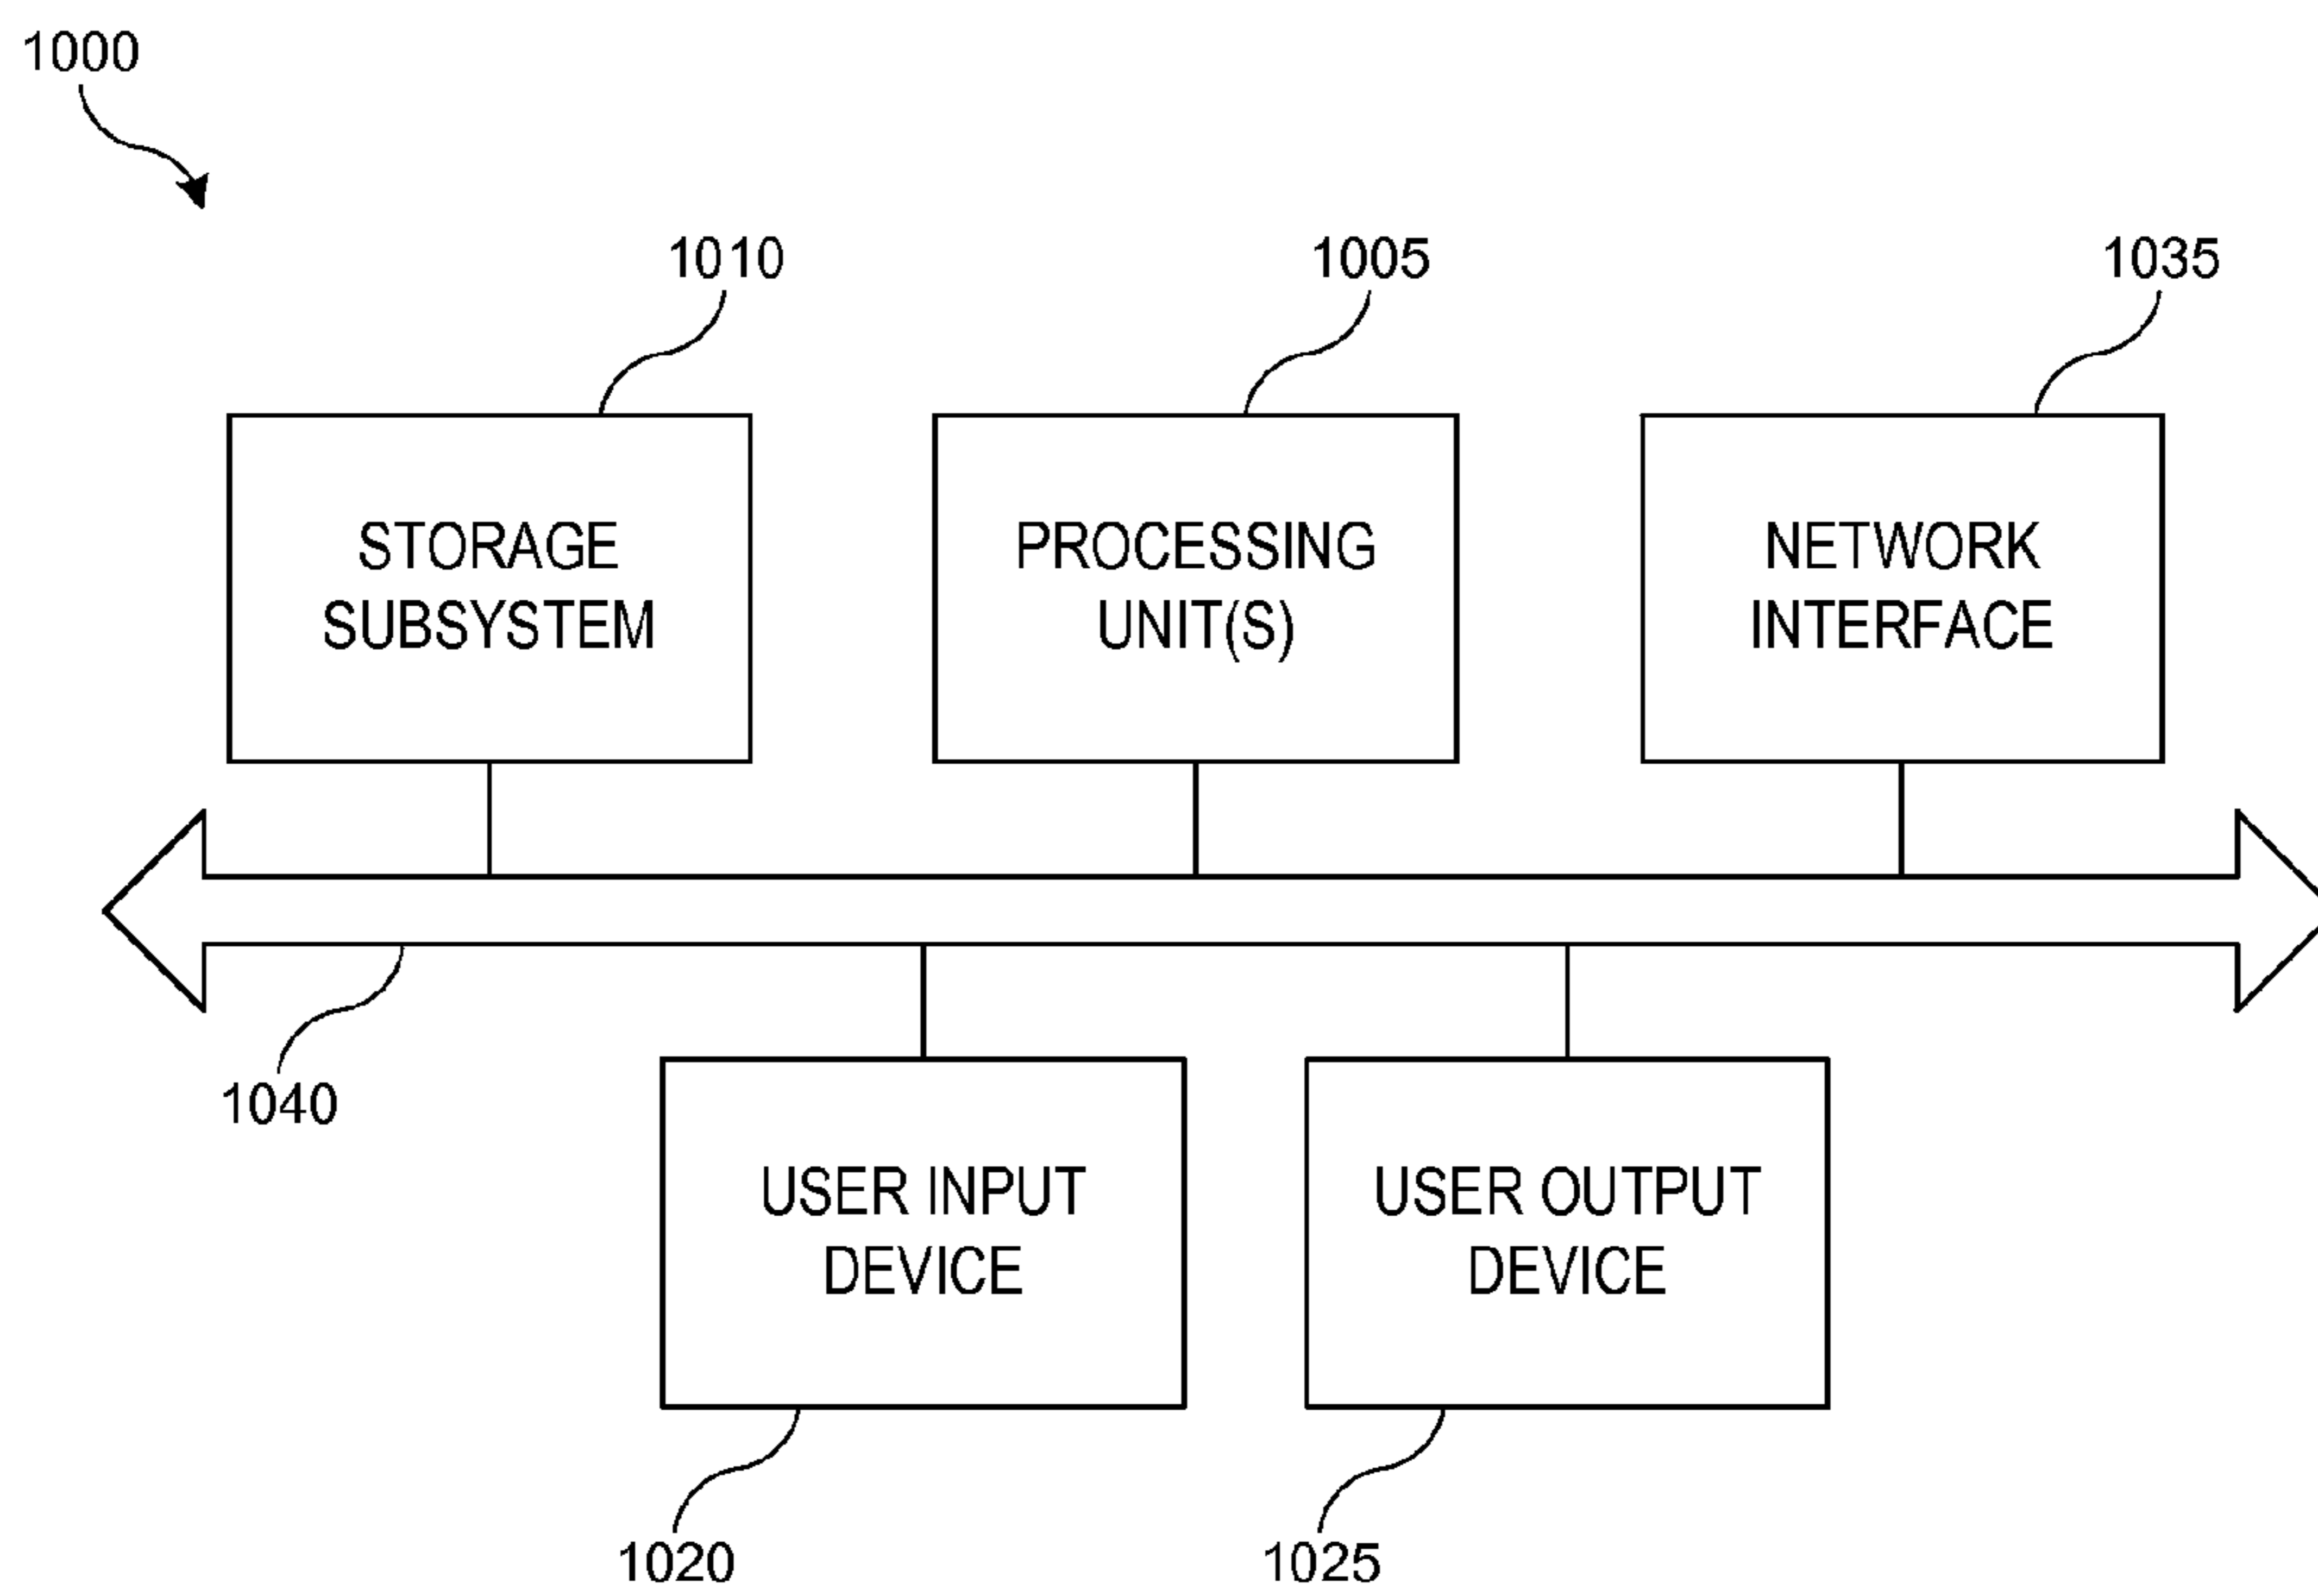 1000
1010
1005
1035
STORAGE
SUBSYSTEM
PROCESSING
UNIT(S)
NETWORK
INTERFACE
1040
USER INPUT
DEVICE
USER OUTPUT
DEVICE
1020
1025